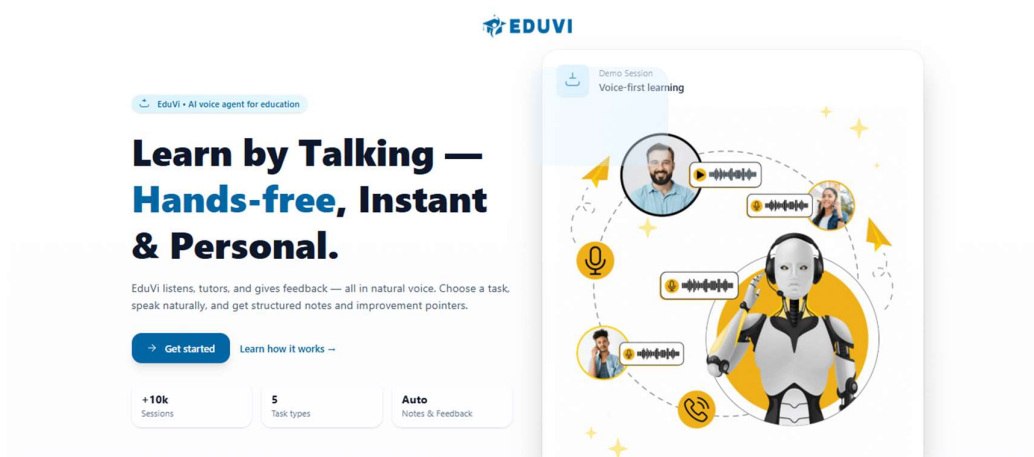 EDUVI
EduVi • AI voice agent for education
Learn by Talking —
Hands-free, Instant
& Personal.
EduVi listens, tutors, and gives feedback — all in natural voice. Choose a task,
speak naturally, and get structured notes and improvement pointers.
→ Get started
Learn how it works →
+10k
Sessions
5
Task types
Auto
Notes & Feedback
Demo Session
Voice-first learning